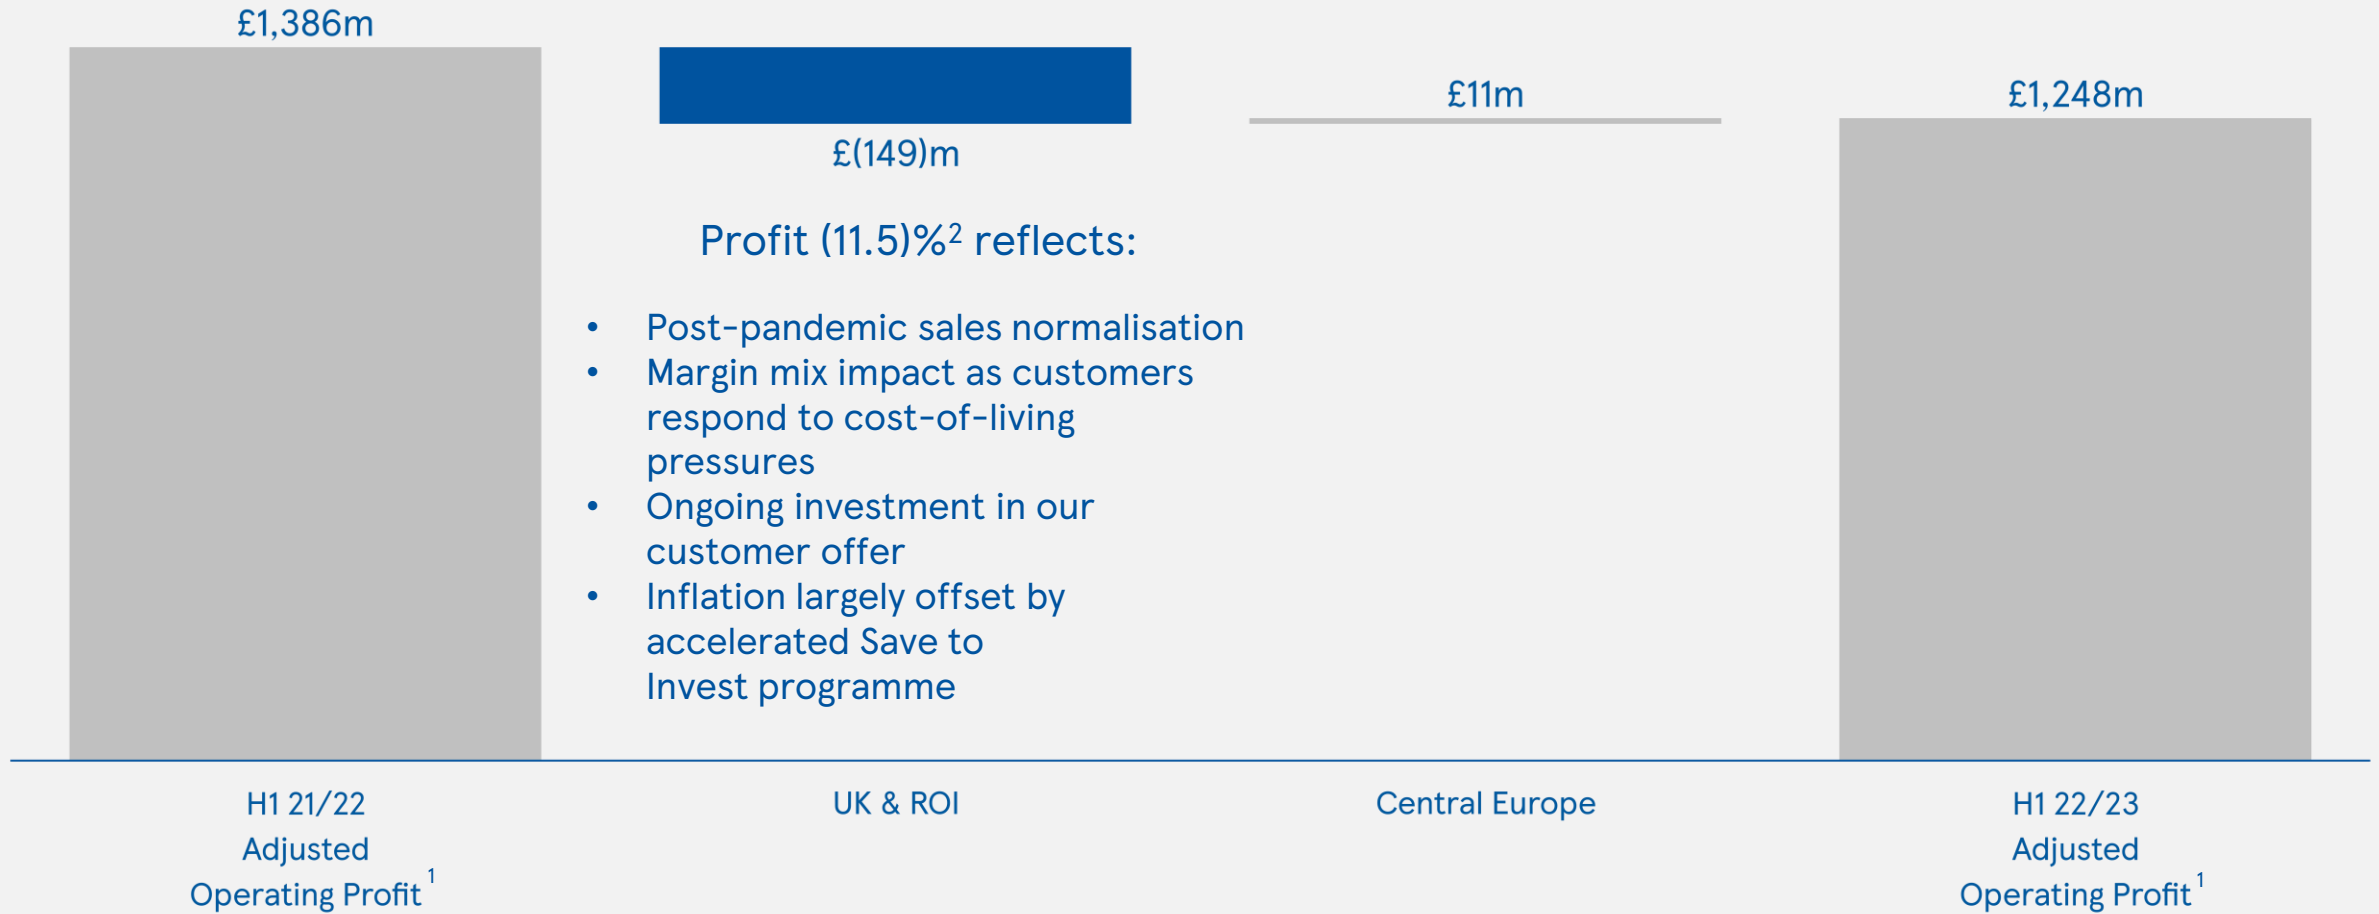 £1,386m
£(149)m
£11m
£1,248m
Profit (11.5)%² reflects:
• Post-pandemic sales normalisation
• Margin mix impact as customers
respond to cost-of-living
pressures
• Ongoing investment in our
customer offer
• Inflation largely offset by
accelerated Save to
Invest programme
H1 21/22
Adjusted
Operating Profit ¹
UK & ROI
Central Europe
H1 22/23
Adjusted
Operating Profit ¹